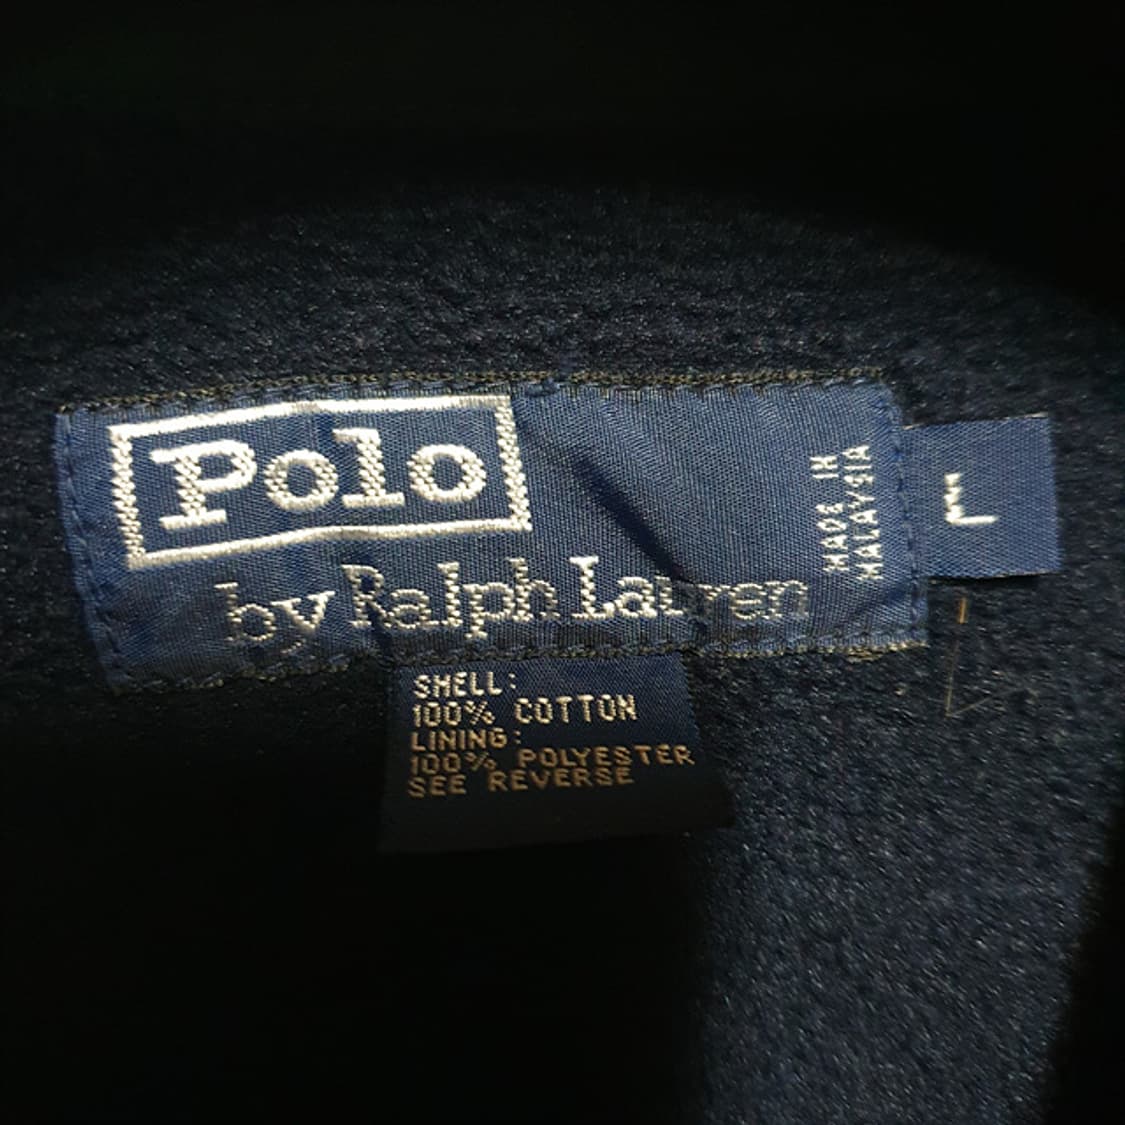 Polo
by Ralph Lauren
MADE IN
MALAYSIA
L
SHELL:
100% COTTON
LINING:
100% POLYESTER
SEE REVERSE